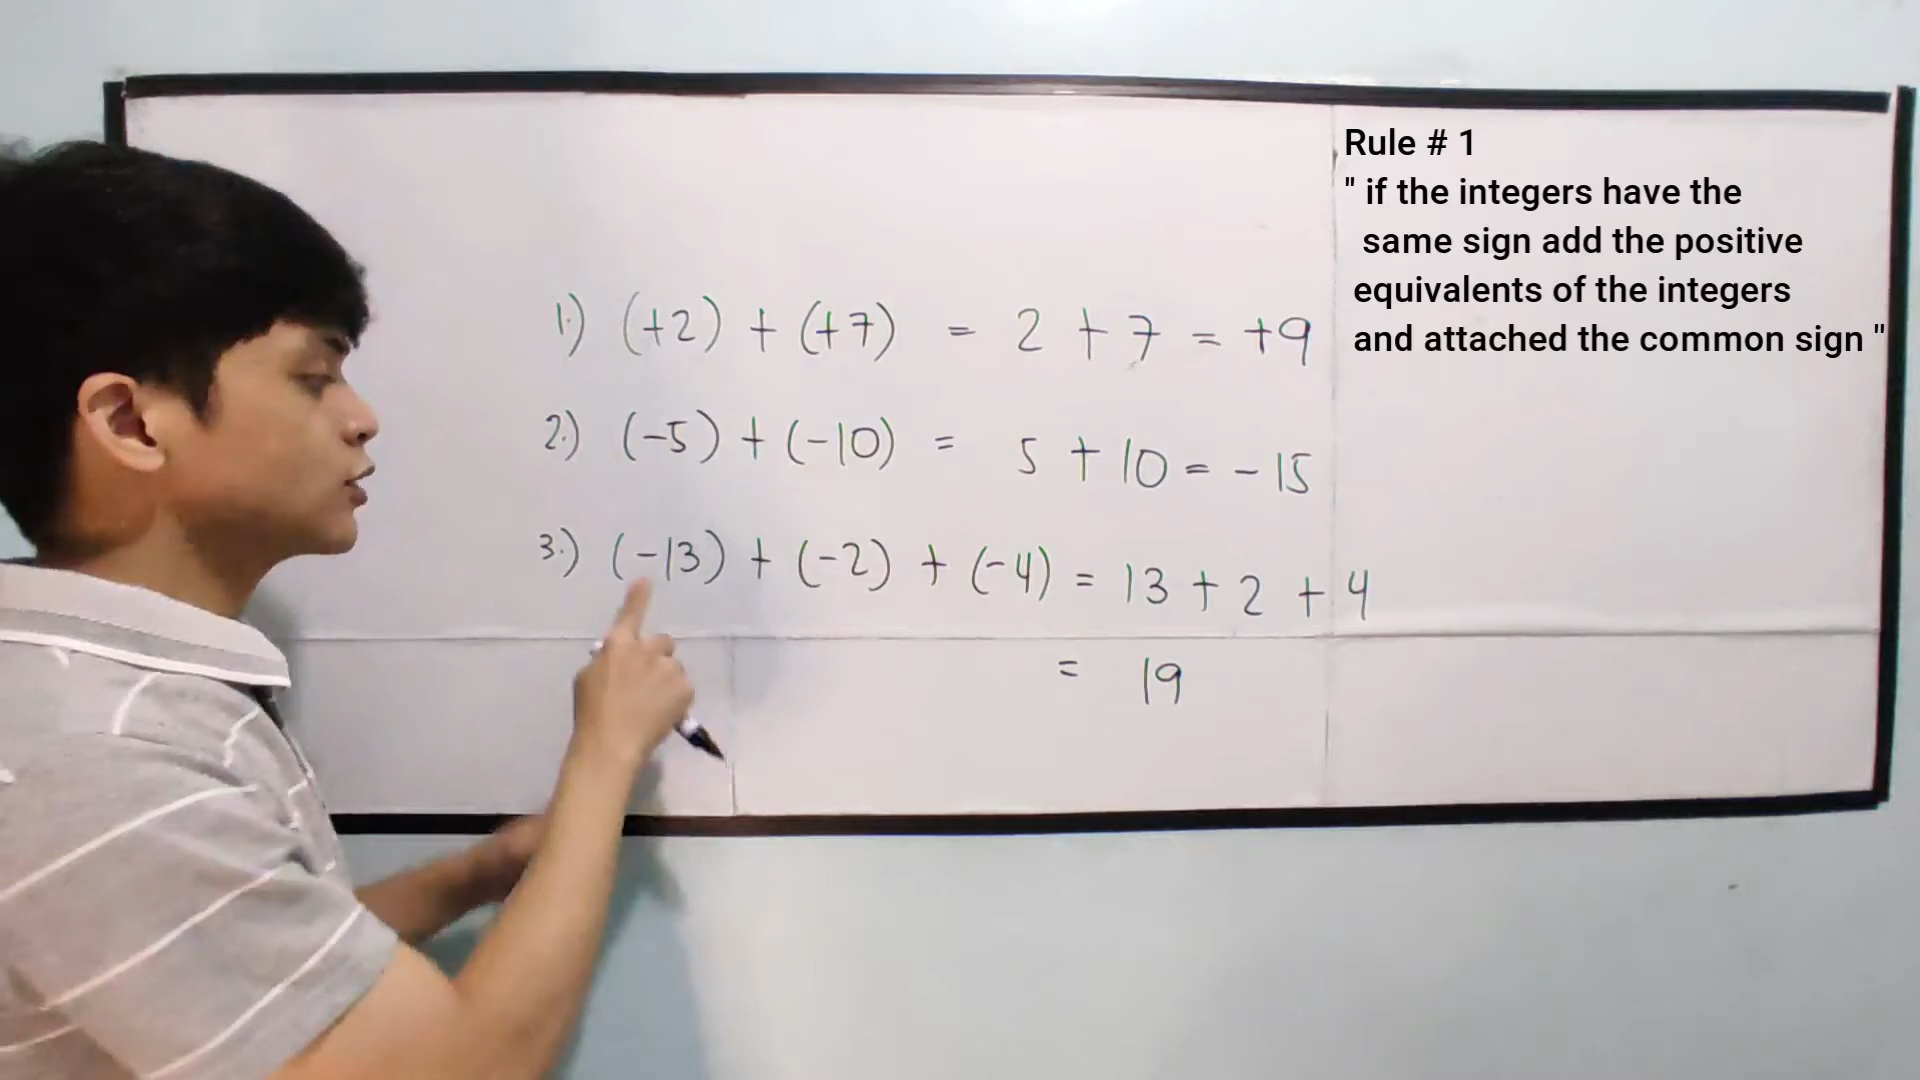 Rule # 1
" if the integers have the
same sign add the positive
equivalents of the integers
and attached the common sign "
1.) (+2) + (+7) = 2 + 7 = +9
2.) (-5) + (-10) = 5 + 10 = -15
3.) (-13) + (-2) + (-4) = 13 + 2 + 4
= 19